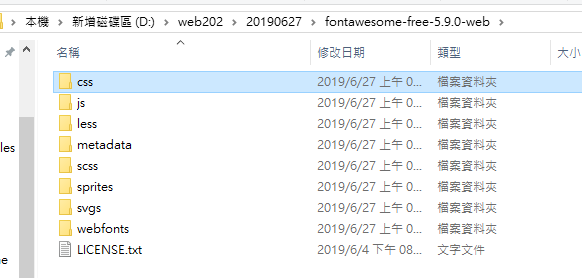 本機 › 新增磁碟區 (D:) › web202 › 20190627 › fontawesome-free-5.9.0-web ›
名稱 修改日期 類型 大小
css 2019/6/27 上午 0... 檔案資料夾
js 2019/6/27 上午 0... 檔案資料夾
less 2019/6/27 上午 0... 檔案資料夾
metadata 2019/6/27 上午 0... 檔案資料夾
les
scss 2019/6/27 上午 0... 檔案資料夾
sprites 2019/6/27 上午 0... 檔案資料夾
svgs 2019/6/27 上午 0... 檔案資料夾
webfonts 2019/6/27 上午 0... 檔案資料夾
LICENSE.txt 2019/6/4 下午 08... 文字文件